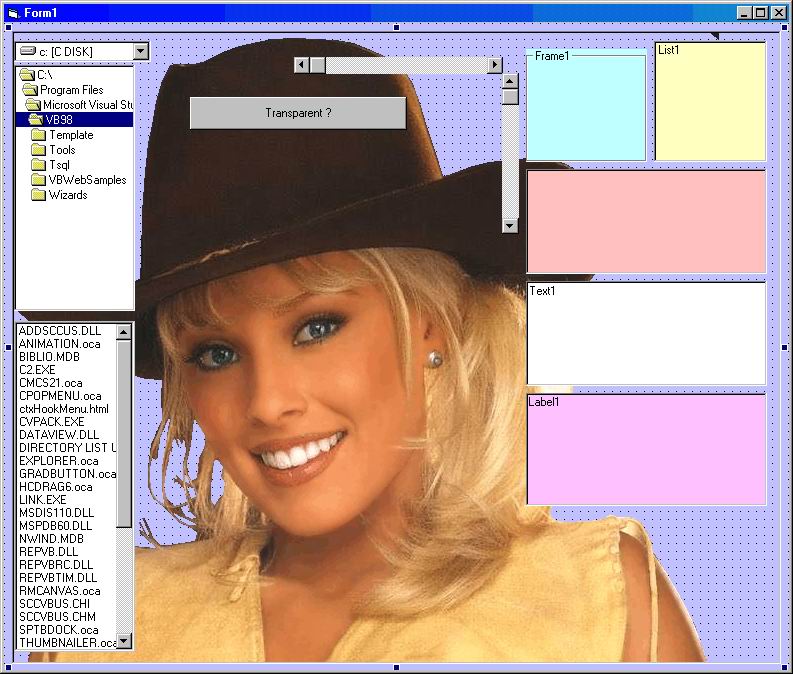 Form1
c: [C DISK]
C:\
Program Files
Microsoft Visual Stu
VB98
Template
Tools
Tsql
VBWebSamples
Wizards
Transparent ?
Frame1
List1
Text1
Label1
ADDSCCUS.DLL
ANIMATION.oca
BIBLIO.MDB
C2.EXE
CMCS21.oca
CPOPMENU.oca
ctxHookMenu.html
CVPACK.EXE
DATAVIEW.DLL
DIRECTORY LIST U
EXPLORER.oca
GRADBUTTON.oca
HCDRAG6.oca
LINK.EXE
MSDIS110.DLL
MSPDB60.DLL
NWIND.MDB
REPVB.DLL
REPVBRC.DLL
REPVBTIM.DLL
RMCANVAS.oca
SCCVBUS.CHI
SCCVBUS.CHM
SPTBDOCK.oca
THUMBNAILER.oca